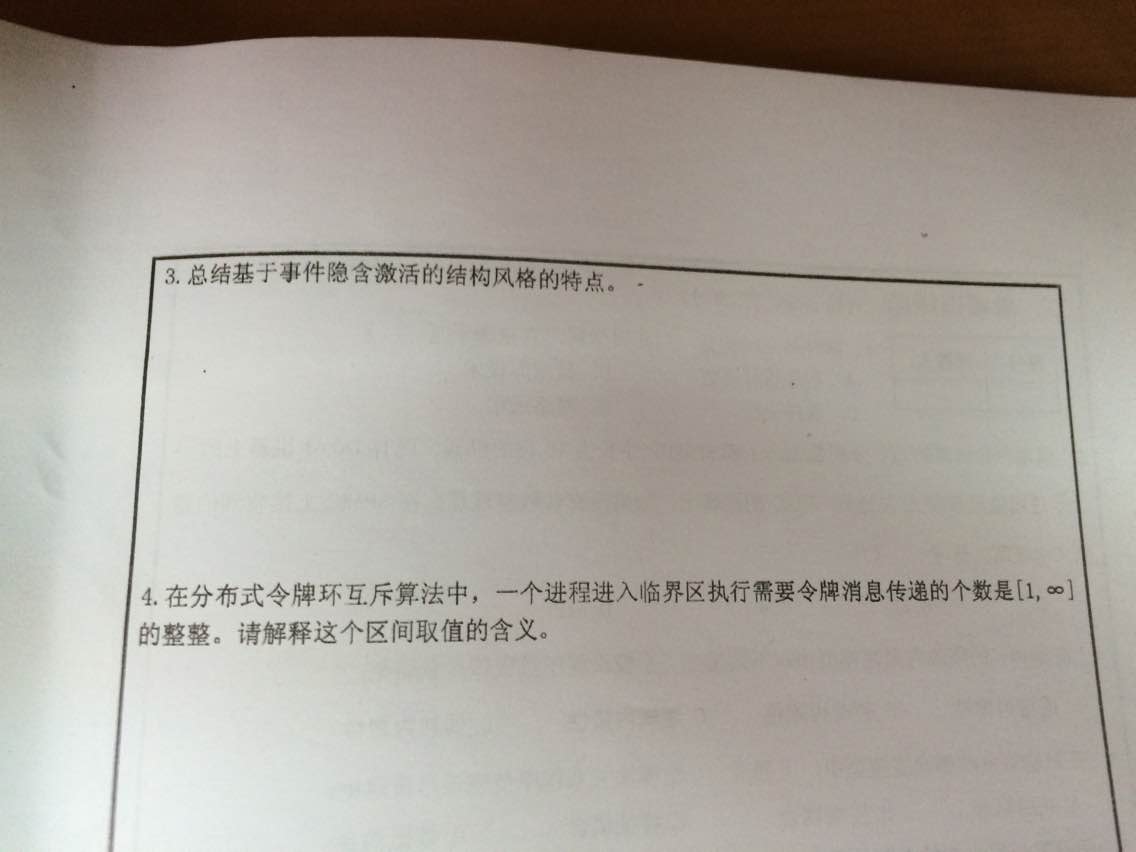 3.总结基于事件隐含激活的结构风格的特点。
4.在分布式令牌环互斥算法中，一个进程进入临界区执行需要令牌消息传递的个数是[1,∞]
的整整。请解释这个区间取值的含义。